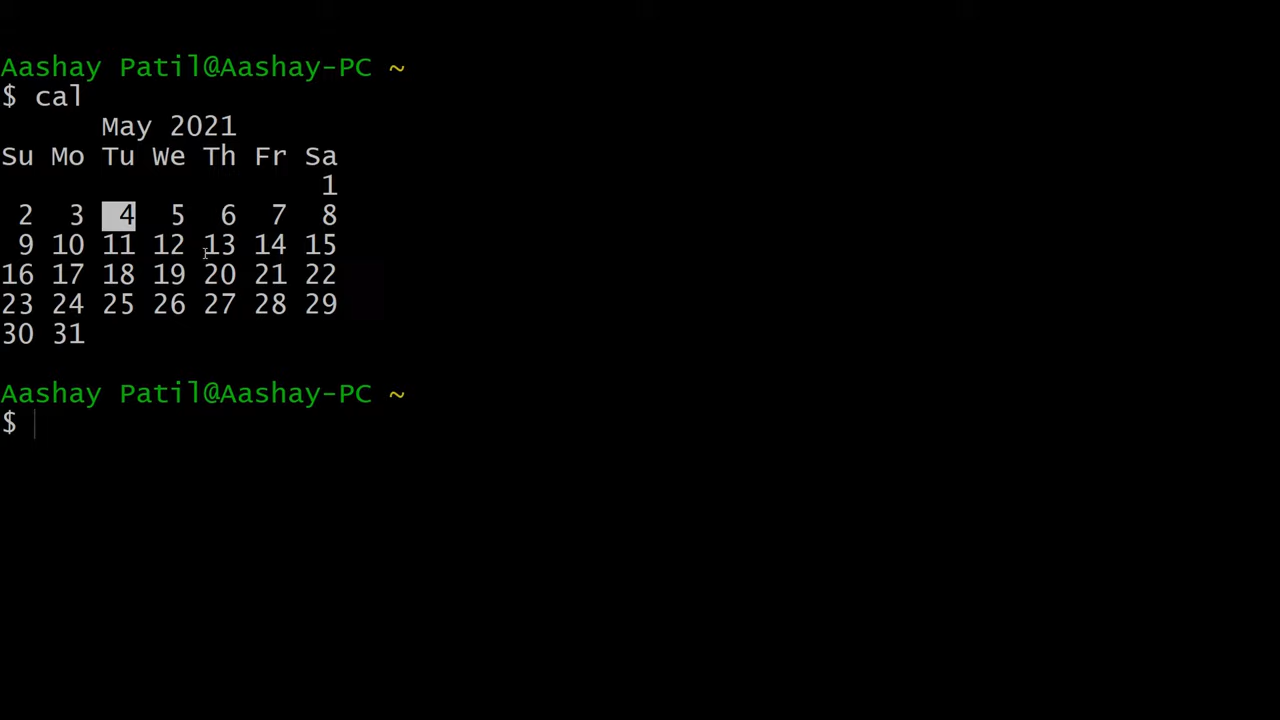 Aashay Patil@Aashay-PC ~
$ cal
      May 2021
Su Mo Tu We Th Fr Sa
                   1
 2  3  4  5  6  7  8
 9 10 11 12 13 14 15
16 17 18 19 20 21 22
23 24 25 26 27 28 29
30 31
Aashay Patil@Aashay-PC ~
$